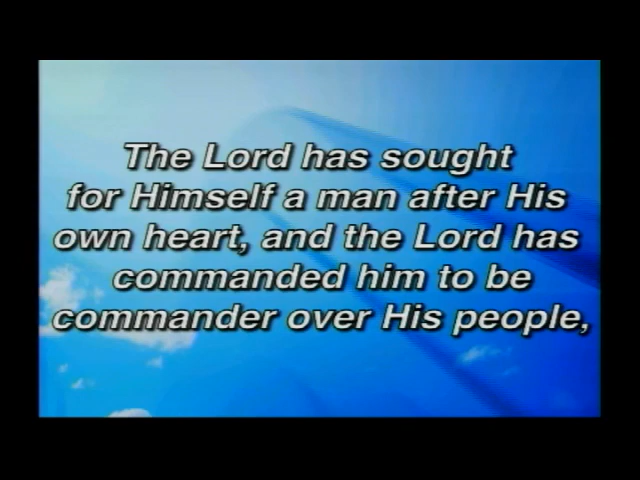 The Lord has sought
for Himself a man after His
own heart, and the Lord has
commanded him to be
commander over His people,